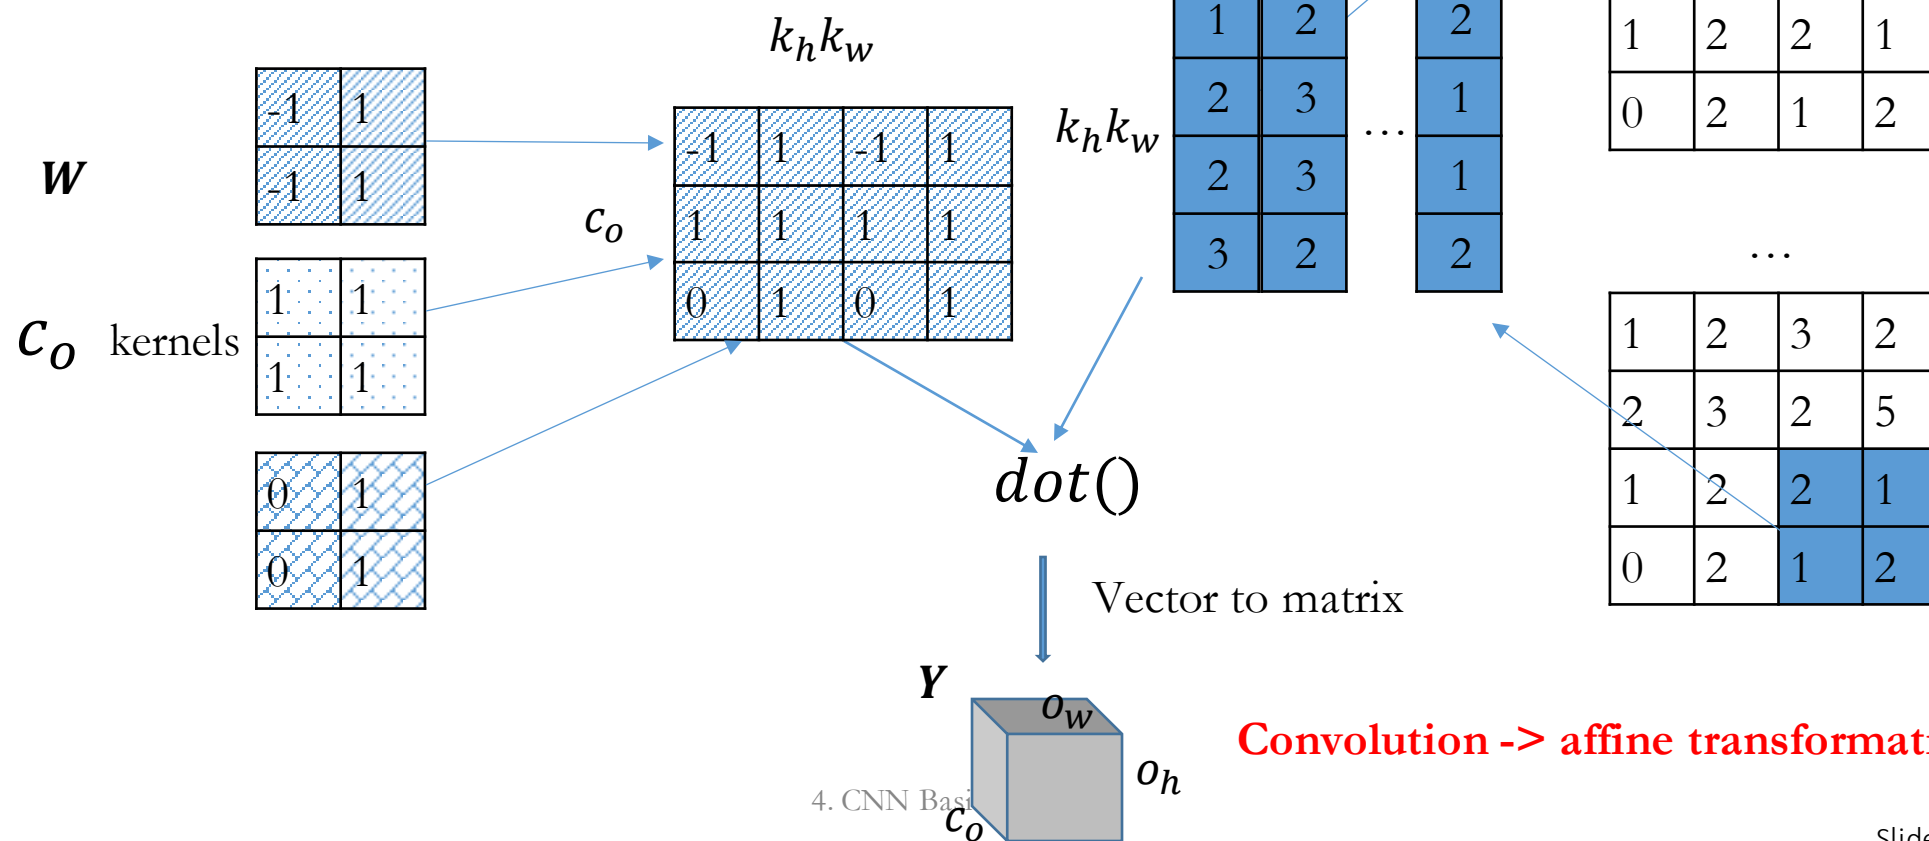 k_h k_w
W
-1 1
-1 1
c_o kernels
1 1
1 1
0 1
0 1
c_o
-1 1 -1 1
1 1 1 1
0 1 0 1
k_h k_w
1 2 2
2 3 … 1
2 3 1
3 2 2
1 2 2 1
0 2 1 2
…
1 2 3 2
2 3 2 5
1 2 2 1
0 2 1 2
dot()
Vector to matrix
Y
o_w
o_h
c_o
Convolution -> affine transformati
4. CNN Basi
Slide